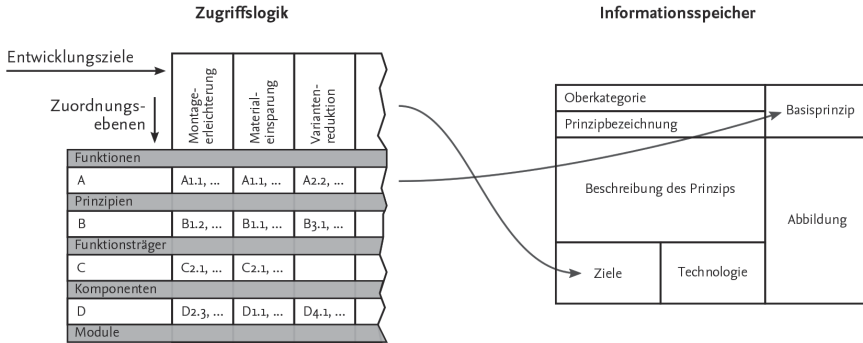 Zugriffslogik
Informationsspeicher
Entwicklungsziele
Zuordnungs-
ebenen
Montage-
erleichterung
Material-
einsparung
Varianten-
reduktion
Funktionen
A A1.1, ... A1.1, ... A2.2, ...
Prinzipien
B B1.2, ... B1.1, ... B3.1, ...
Funktionsträger
C C2.1, ... C2.1, ...
Komponenten
D D2.3, ... D1.1, ... D4.1, ...
Module
Oberkategorie
Prinzipbezeichnung
Basisprinzip
Beschreibung des Prinzips
Abbildung
Ziele
Technologie